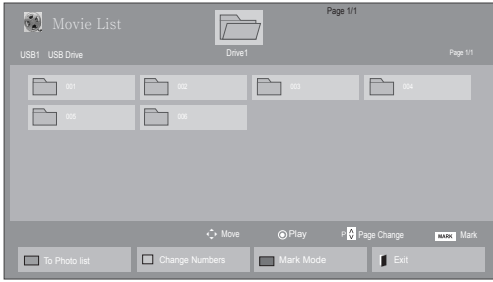 Page 1/1
Movie List
Drive1
USB1 USB Drive
Page 1/1
001 002 003 004
005 006
Move Play P Page Change MARK Mark
To Photo list Change Numbers Mark Mode Exit